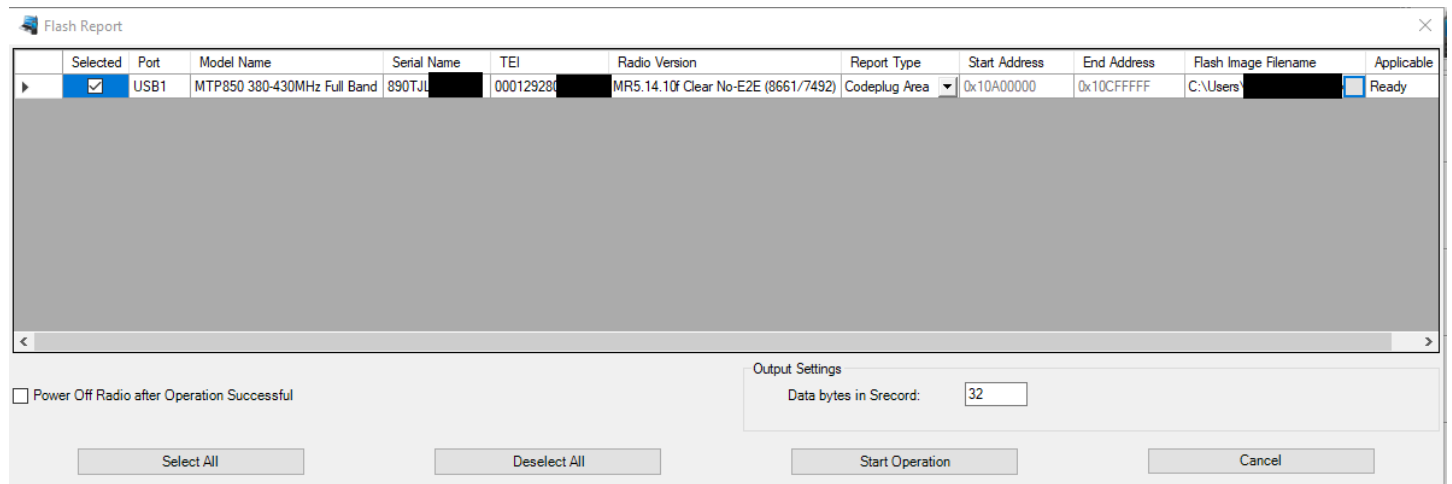 Flash Report
Selected Port Model Name Serial Name TEI Radio Version Report Type Start Address End Address Flash Image Filename Applicable
USB1 MTP850 380-430MHz Full Band 890TJL 000129280 MR5.14.10f Clear No-E2E (8661/7492) Codeplug Area 0x10A00000 0x10CFFFFF C:\Users\ Ready
Output Settings
Power Off Radio after Operation Successful
Data bytes in Srecord: 32
Select All Deselect All Start Operation Cancel